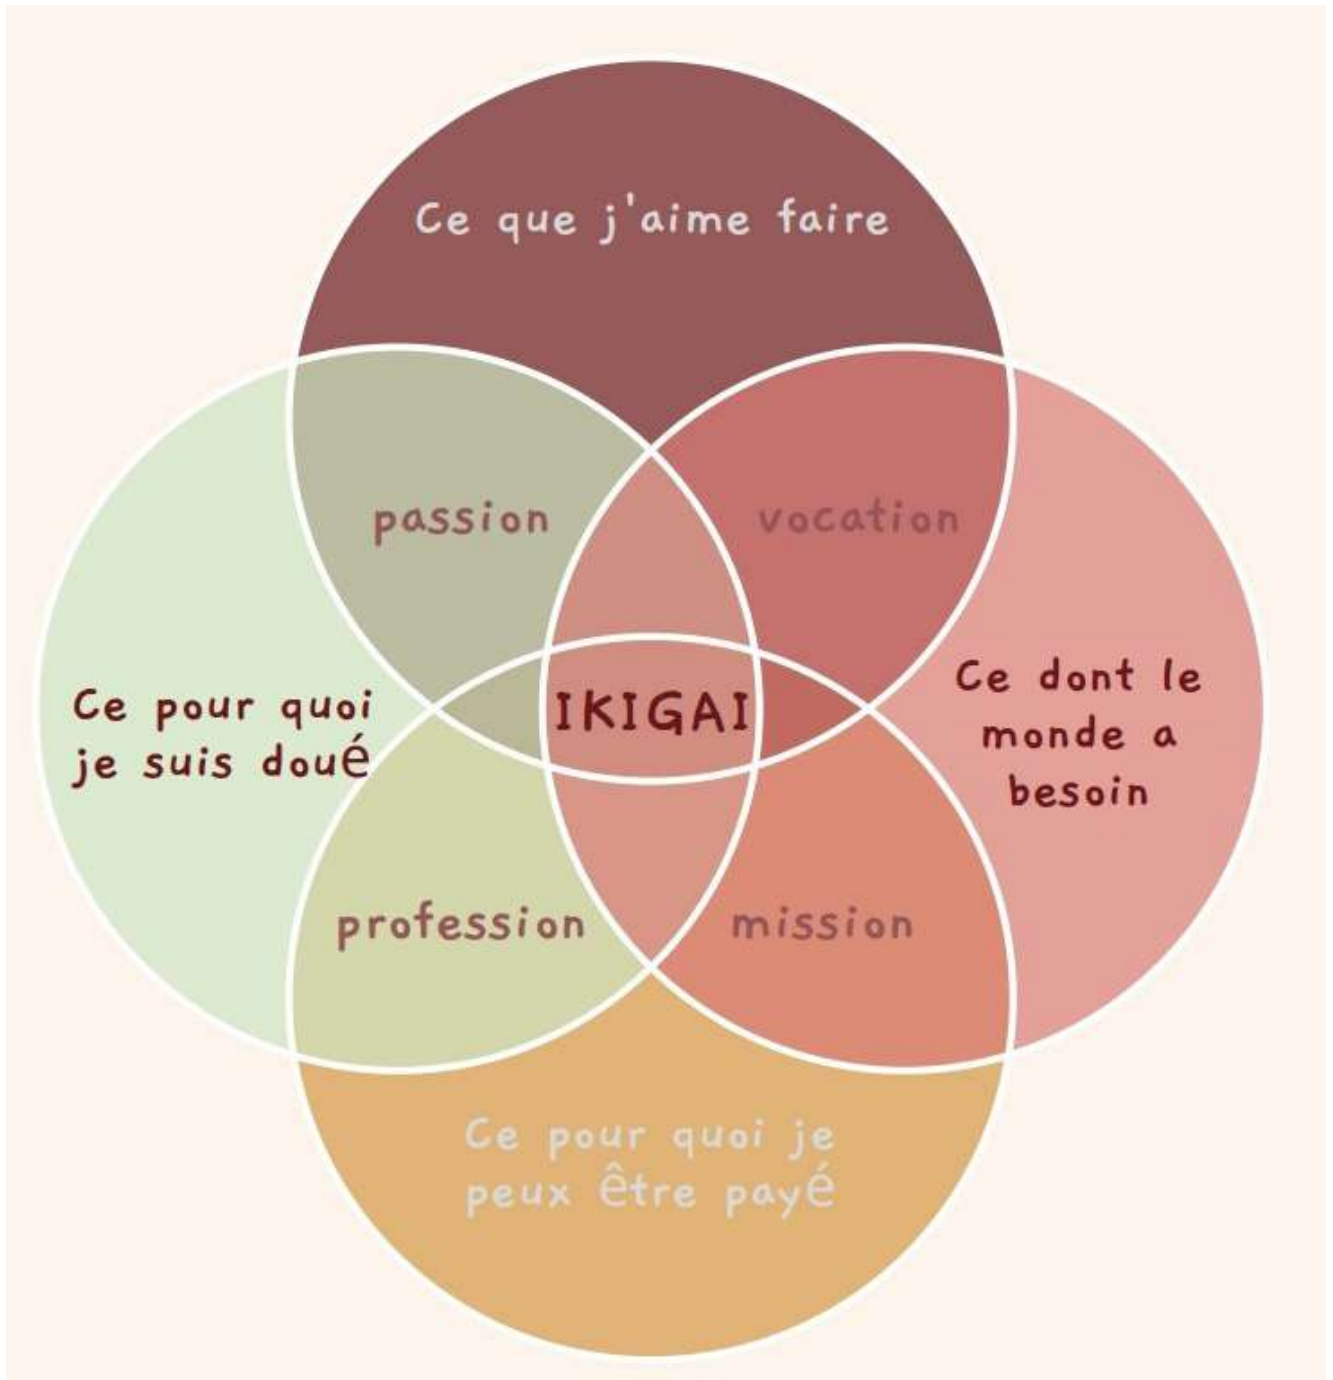 Ce que j'aime faire
passion
vocation
Ce pour quoi
je suis doué
IKIGAI
Ce dont le
monde a
besoin
profession
mission
Ce pour quoi je
peux être payé